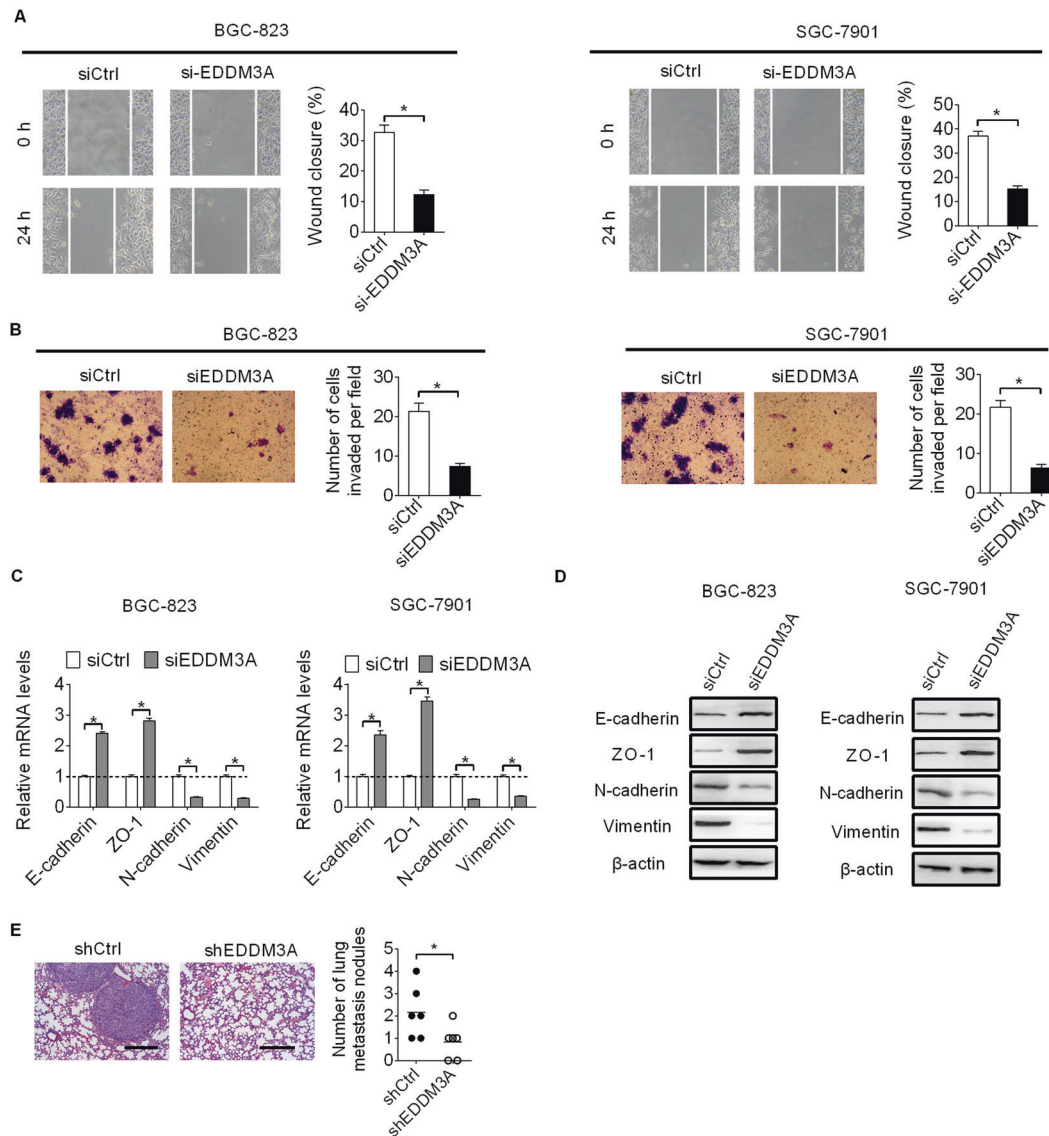 A
BGC-823
siCtrl
si-EDDM3A
0 h
24 h
Wound closure (%)
40
30
20
10
0
*
siCtrl
si-EDDM3A
SGC-7901
siCtrl
si-EDDM3A
0 h
24 h
Wound closure (%)
50
40
30
20
10
0
*
siCtrl
si-EDDM3A
B
BGC-823
siCtrl
siEDDM3A
Number of cells
invaded per field
30
20
10
0
*
siCtrl
siEDDM3A
SGC-7901
siCtrl
siEDDM3A
Number of cells
invaded per field
30
20
10
0
*
siCtrl
siEDDM3A
C
BGC-823
siCtrl
siEDDM3A
Relative mRNA levels
4
3
2
1
0
*
*
*
*
E-cadherin
ZO-1
N-cadherin
Vimentin
SGC-7901
siCtrl
siEDDM3A
Relative mRNA levels
4
3
2
1
0
*
*
*
*
E-cadherin
ZO-1
N-cadherin
Vimentin
D
BGC-823
siCtrl
siEDDM3A
E-cadherin
ZO-1
N-cadherin
Vimentin
β-actin
SGC-7901
siCtrl
siEDDM3A
E-cadherin
ZO-1
N-cadherin
Vimentin
β-actin
E
shCtrl
shEDDM3A
Number of lung
metastasis nodules
5
4
3
2
1
0
*
shCtrl
shEDDM3A